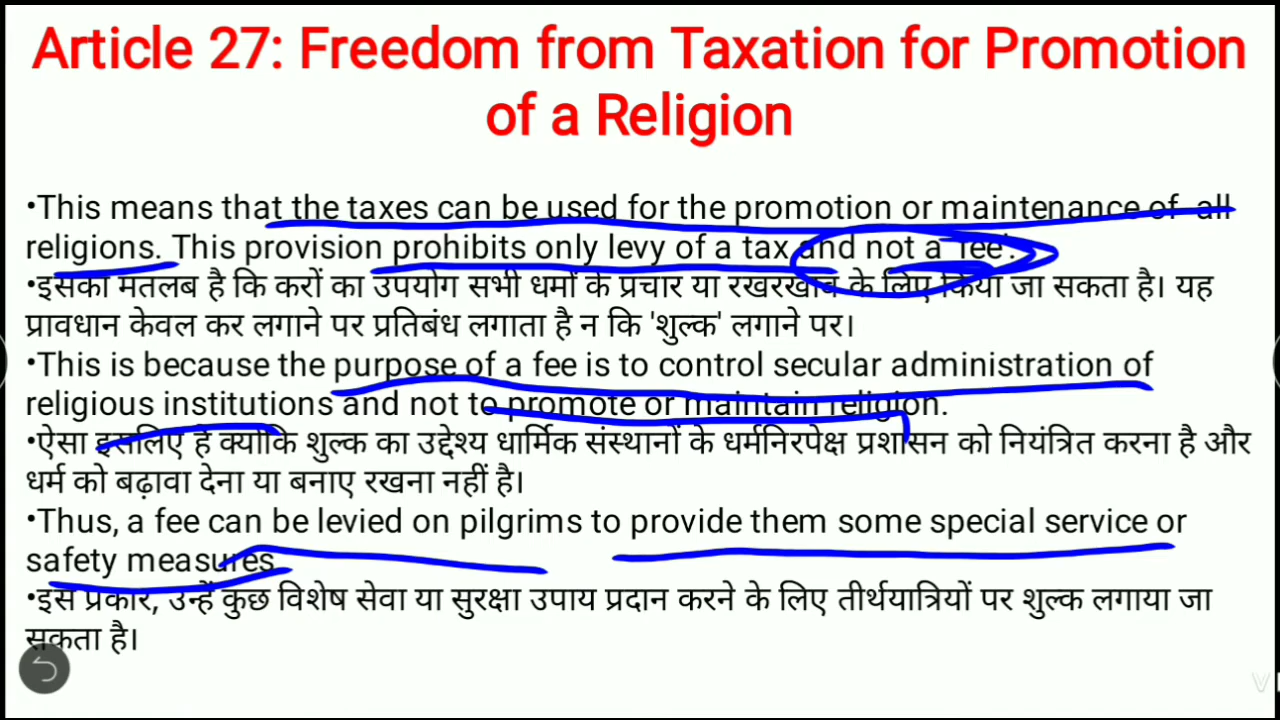 Article 27: Freedom from Taxation for Promotion
of a Religion
•This means that the taxes can be used for the promotion or maintenance of all
religions. This provision prohibits only levy of a tax and not a 'fee'.
•इसका मतलब है कि करों का उपयोग सभी धर्मों के प्रचार या रखरखाव के लिए किया जा सकता है। यह
प्रावधान केवल कर लगाने पर प्रतिबंध लगाता है न कि 'शुल्क' लगाने पर।
•This is because the purpose of a fee is to control secular administration of
religious institutions and not to promote or maintain religion.
•ऐसा इसलिए है क्योंकि शुल्क का उद्देश्य धार्मिक संस्थानों के धर्मनिरपेक्ष प्रशासन को नियंत्रित करना है और
धर्म को बढ़ावा देना या बनाए रखना नहीं है।
•Thus, a fee can be levied on pilgrims to provide them some special service or
safety measures.
•इस प्रकार, उन्हें कुछ विशेष सेवा या सुरक्षा उपाय प्रदान करने के लिए तीर्थयात्रियों पर शुल्क लगाया जा
सकता है।